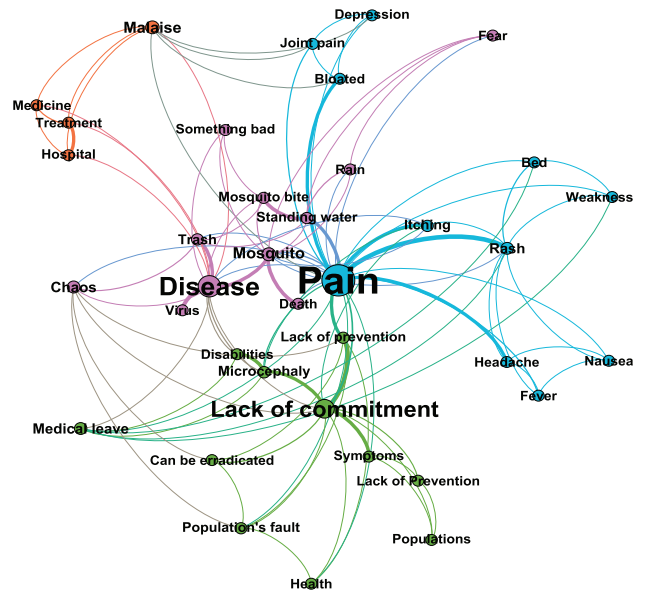 Depression
Malaise
Fear
Joint pain
Bloated
Medicine
Treatment
Something bad
Hospital
Bed
Rain
Weakness
Mosquito bite
Standing water
Itching
Trash
Rash
Mosquito
Pain
Disease
Chaos
Death
Virus
Lack of prevention
Disabilities
Headache
Nausea
Microcephaly
Fever
Lack of commitment
Medical leave
Symptoms
Can be erradicated
Lack of Prevention
Population's fault
Populations
Health